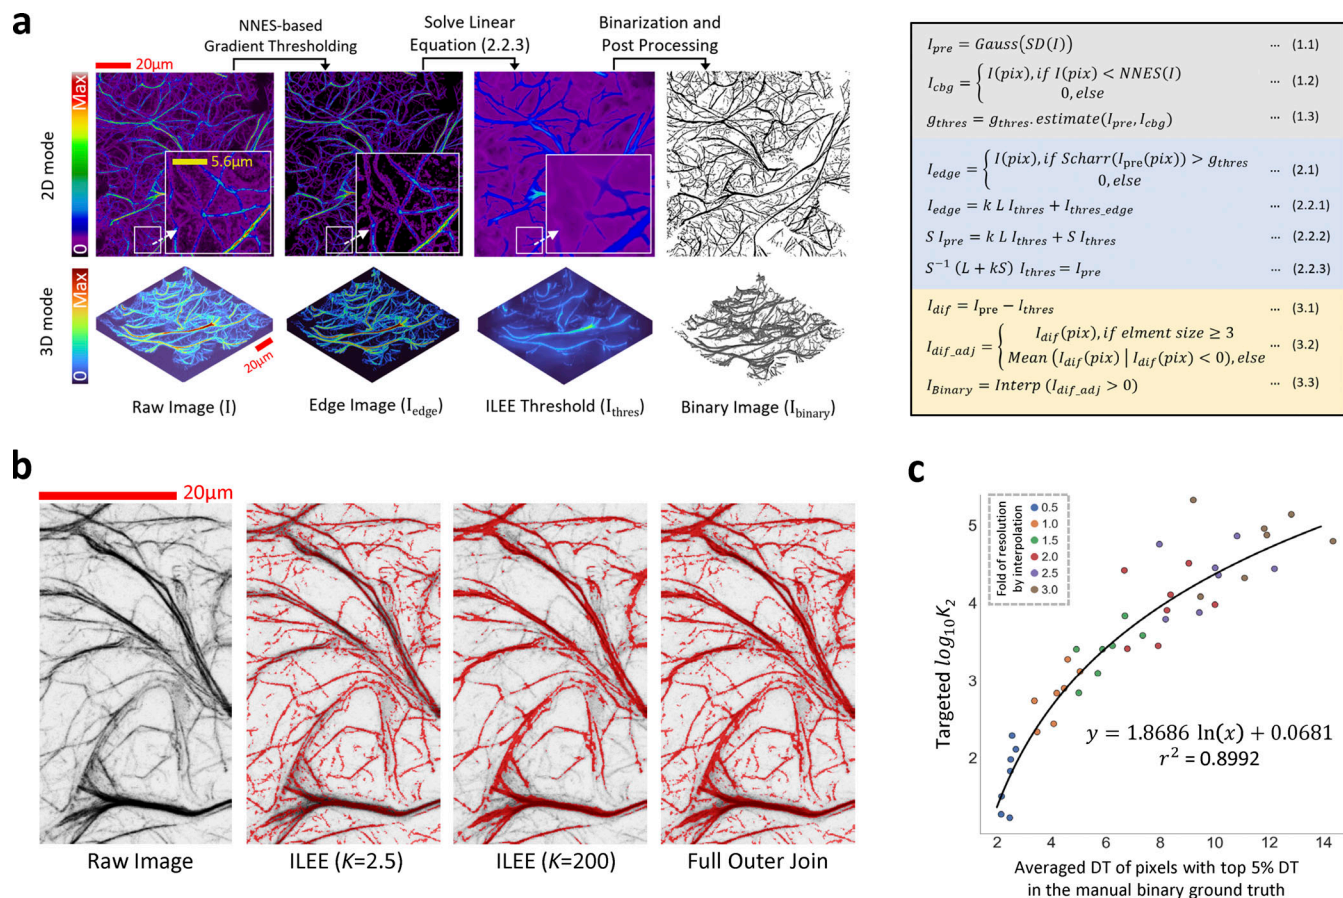 a
NNES-based
Gradient Thresholding
Solve Linear
Equation (2.2.3)
Binarization and
Post Processing
20μm
2D mode
Max
0
5.6μm
3D mode
Max
0
20μm
Raw Image (I)
Edge Image (I_edge)
ILEE Threshold (I_thres)
Binary Image (I_binary)
I_pre = Gauss(SD(I)) ··· (1.1)
I_cbg = { I(pix), if I(pix) < NNES(I)
0, else ··· (1.2)
g_thres = g_thres.estimate(I_pre, I_cbg) ··· (1.3)
I_edge = { I(pix), if Scharr(I_pre(pix)) > g_thres
0, else ··· (2.1)
I_edge = k L I_thres + I_thres_edge ··· (2.2.1)
S I_pre = k L I_thres + S I_thres ··· (2.2.2)
S⁻¹ (L + kS) I_thres = I_pre ··· (2.2.3)
I_dif = I_pre − I_thres ··· (3.1)
I_dif_adj = { I_dif(pix), if elment size ≥ 3
Mean (I_dif(pix) | I_dif(pix) < 0), else ··· (3.2)
I_Binary = Interp (I_dif_adj > 0) ··· (3.3)
b
20μm
Raw Image
ILEE (K=2.5)
ILEE (K=200)
Full Outer Join
c
Targeted log₁₀K₂
5
4
3
2
Fold of resolution
by interpolation
0.5
1.0
1.5
2.0
2.5
3.0
y = 1.8686 ln(x) + 0.0681
r² = 0.8992
2 4 6 8 10 12 14
Averaged DT of pixels with top 5% DT
in the manual binary ground truth